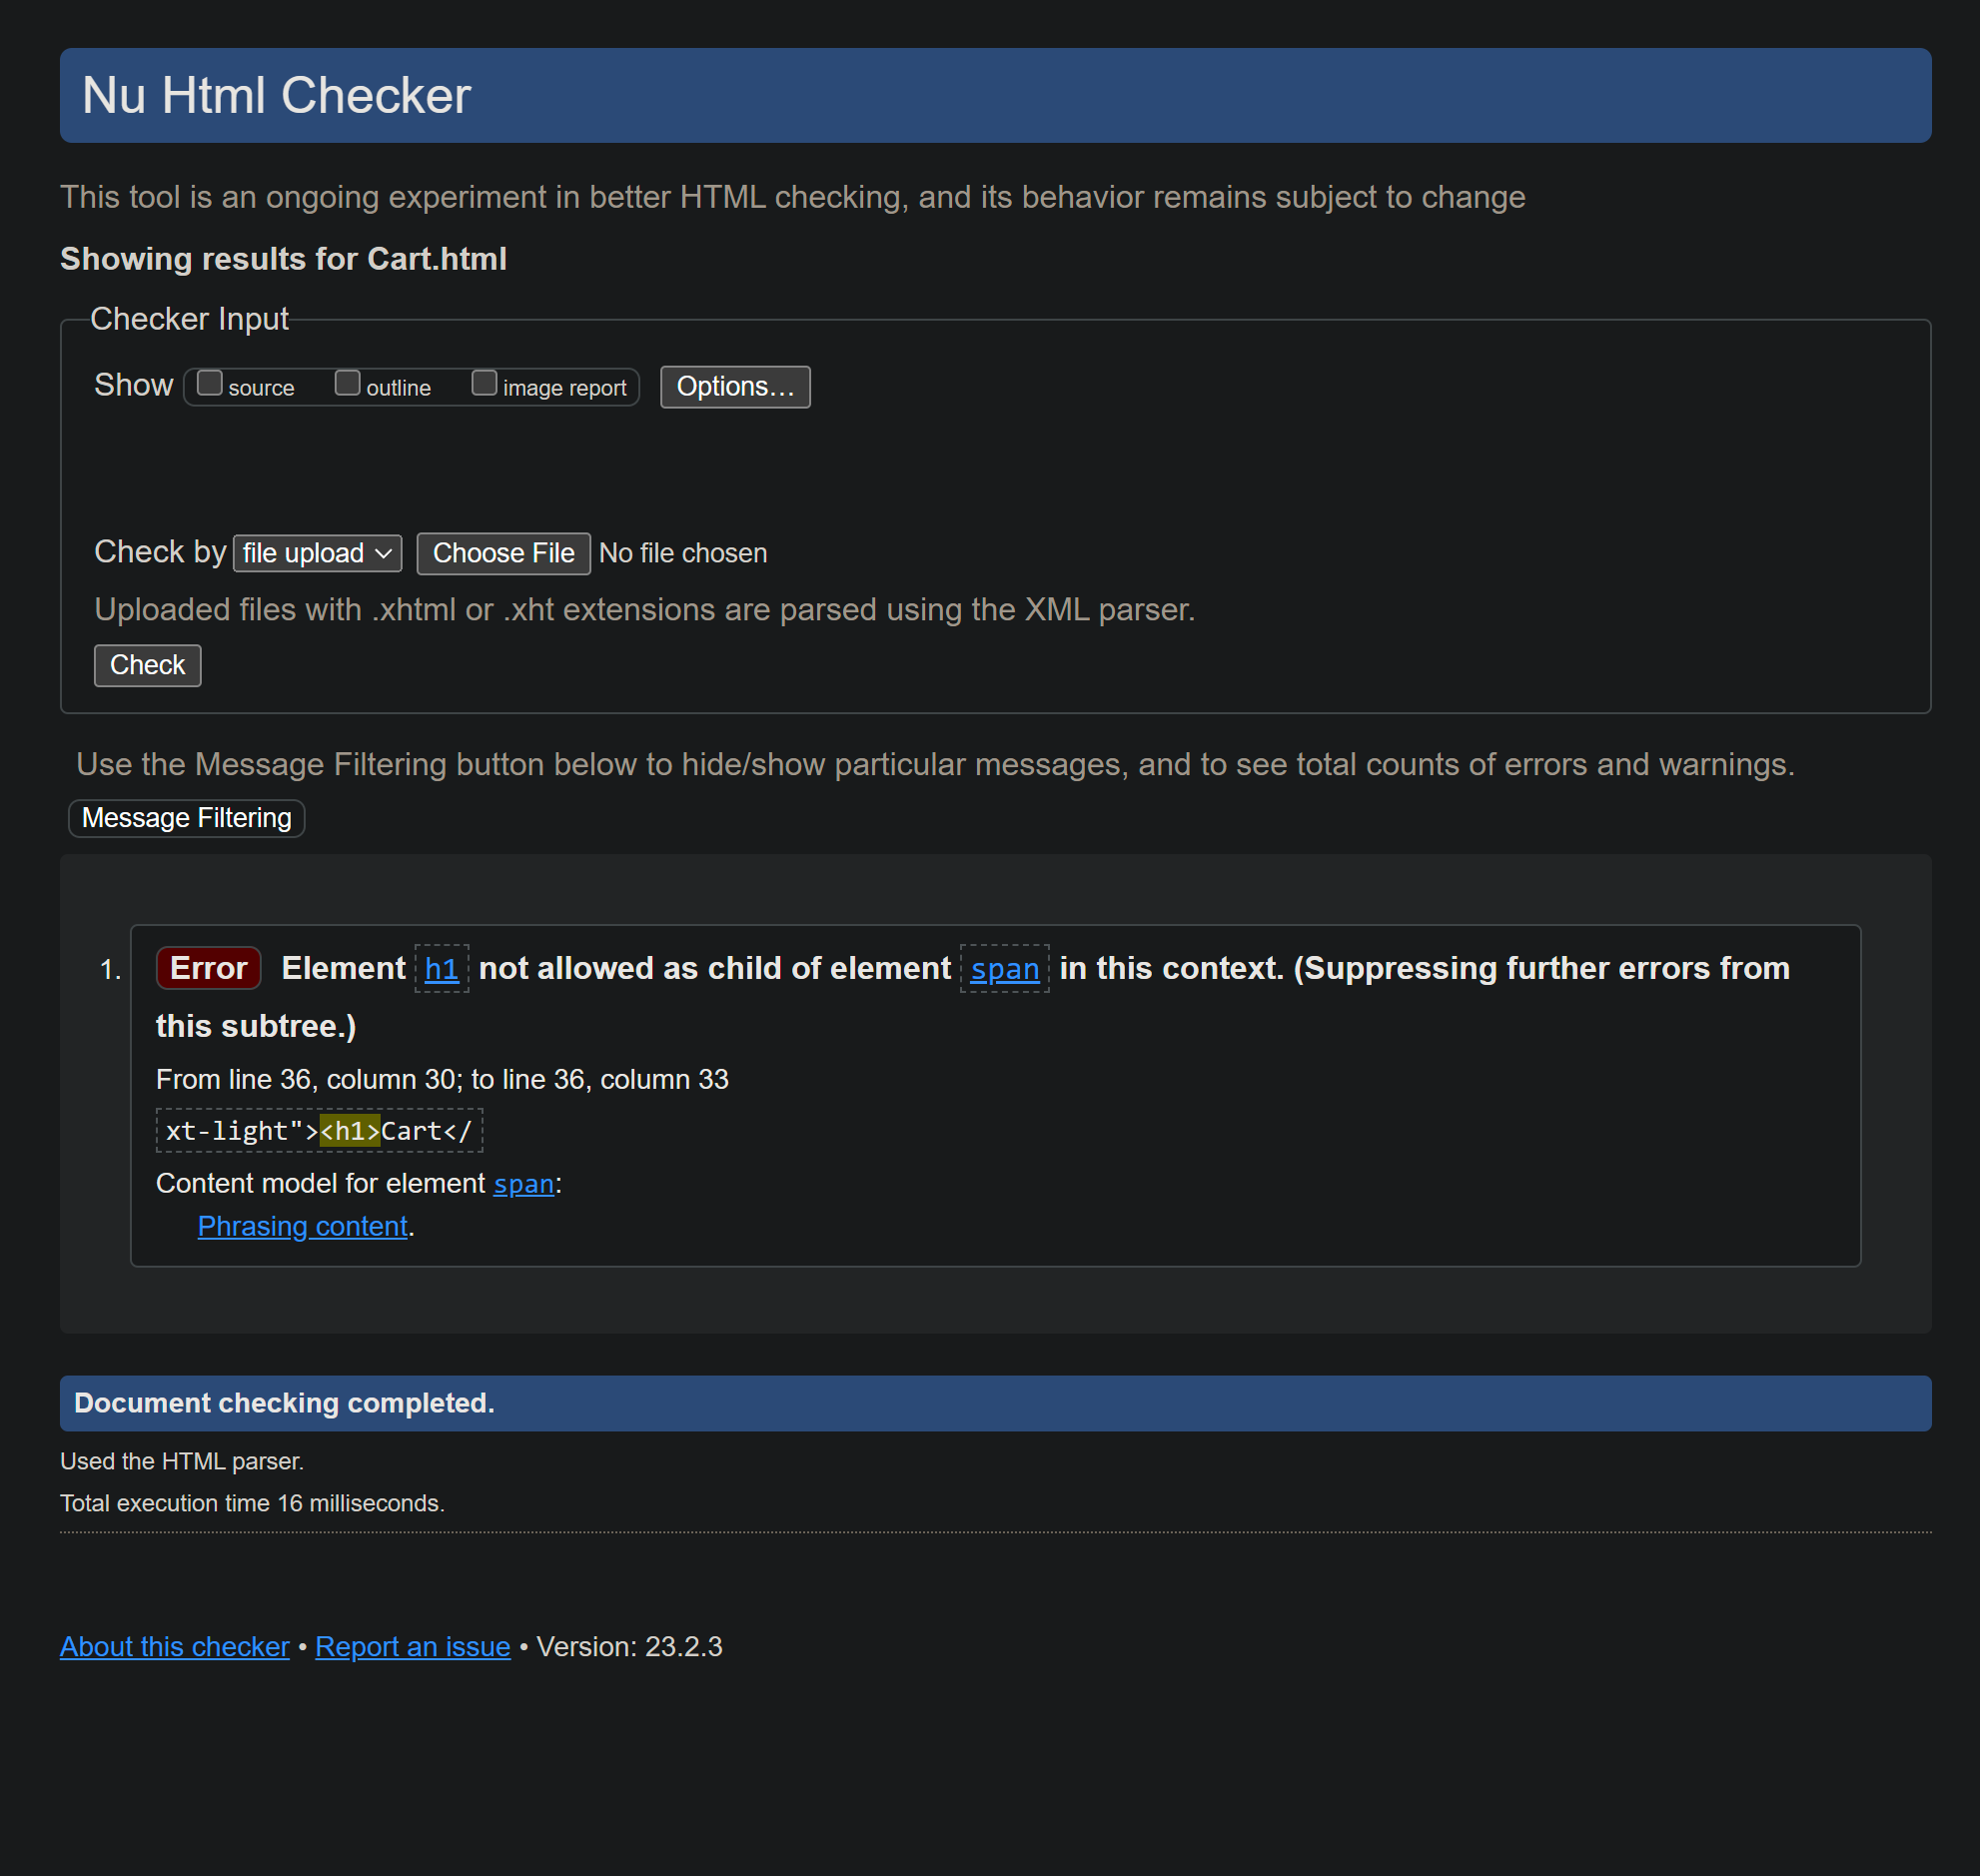 Nu Html Checker
This tool is an ongoing experiment in better HTML checking, and its behavior remains subject to change
Showing results for Cart.html
Checker Input
Show source outline image report Options...
Check by file upload Choose File No file chosen
Uploaded files with .xhtml or .xht extensions are parsed using the XML parser.
Check
Use the Message Filtering button below to hide/show particular messages, and to see total counts of errors and warnings.
Message Filtering
1. Error Element h1 not allowed as child of element span in this context. (Suppressing further errors from
this subtree.)
From line 36, column 30; to line 36, column 33
xt-light"><h1>Cart</
Content model for element span:
Phrasing content.
Document checking completed.
Used the HTML parser.
Total execution time 16 milliseconds.
About this checker • Report an issue • Version: 23.2.3